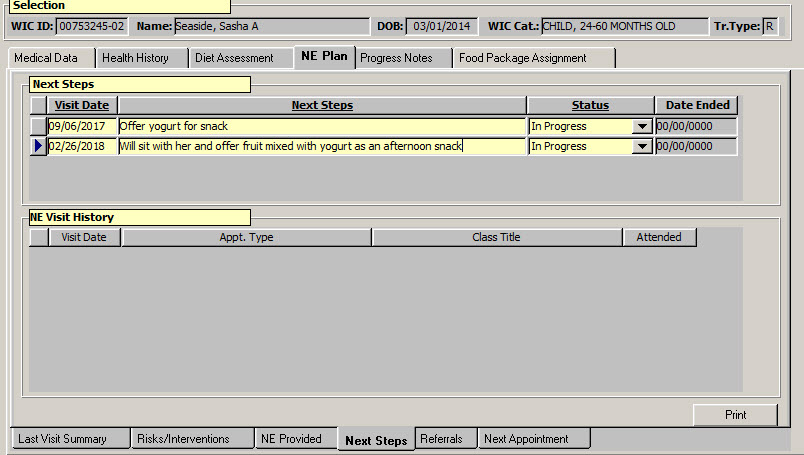 Selection
WIC ID: 00753245-02 Name: Seaside, Sasha A DOB: 03/01/2014 WIC Cat.: CHILD, 24-60 MONTHS OLD Tr.Type: R
Medical Data Health History Diet Assessment NE Plan Progress Notes Food Package Assignment
Next Steps
Visit Date Next Steps Status Date Ended
09/06/2017 Offer yogurt for snack In Progress 00/00/0000
02/26/2018 Will sit with her and offer fruit mixed with yogurt as an afternoon snack In Progress 00/00/0000
NE Visit History
Visit Date Appt. Type Class Title Attended
Print
Last Visit Summary Risks/Interventions NE Provided Next Steps Referrals Next Appointment